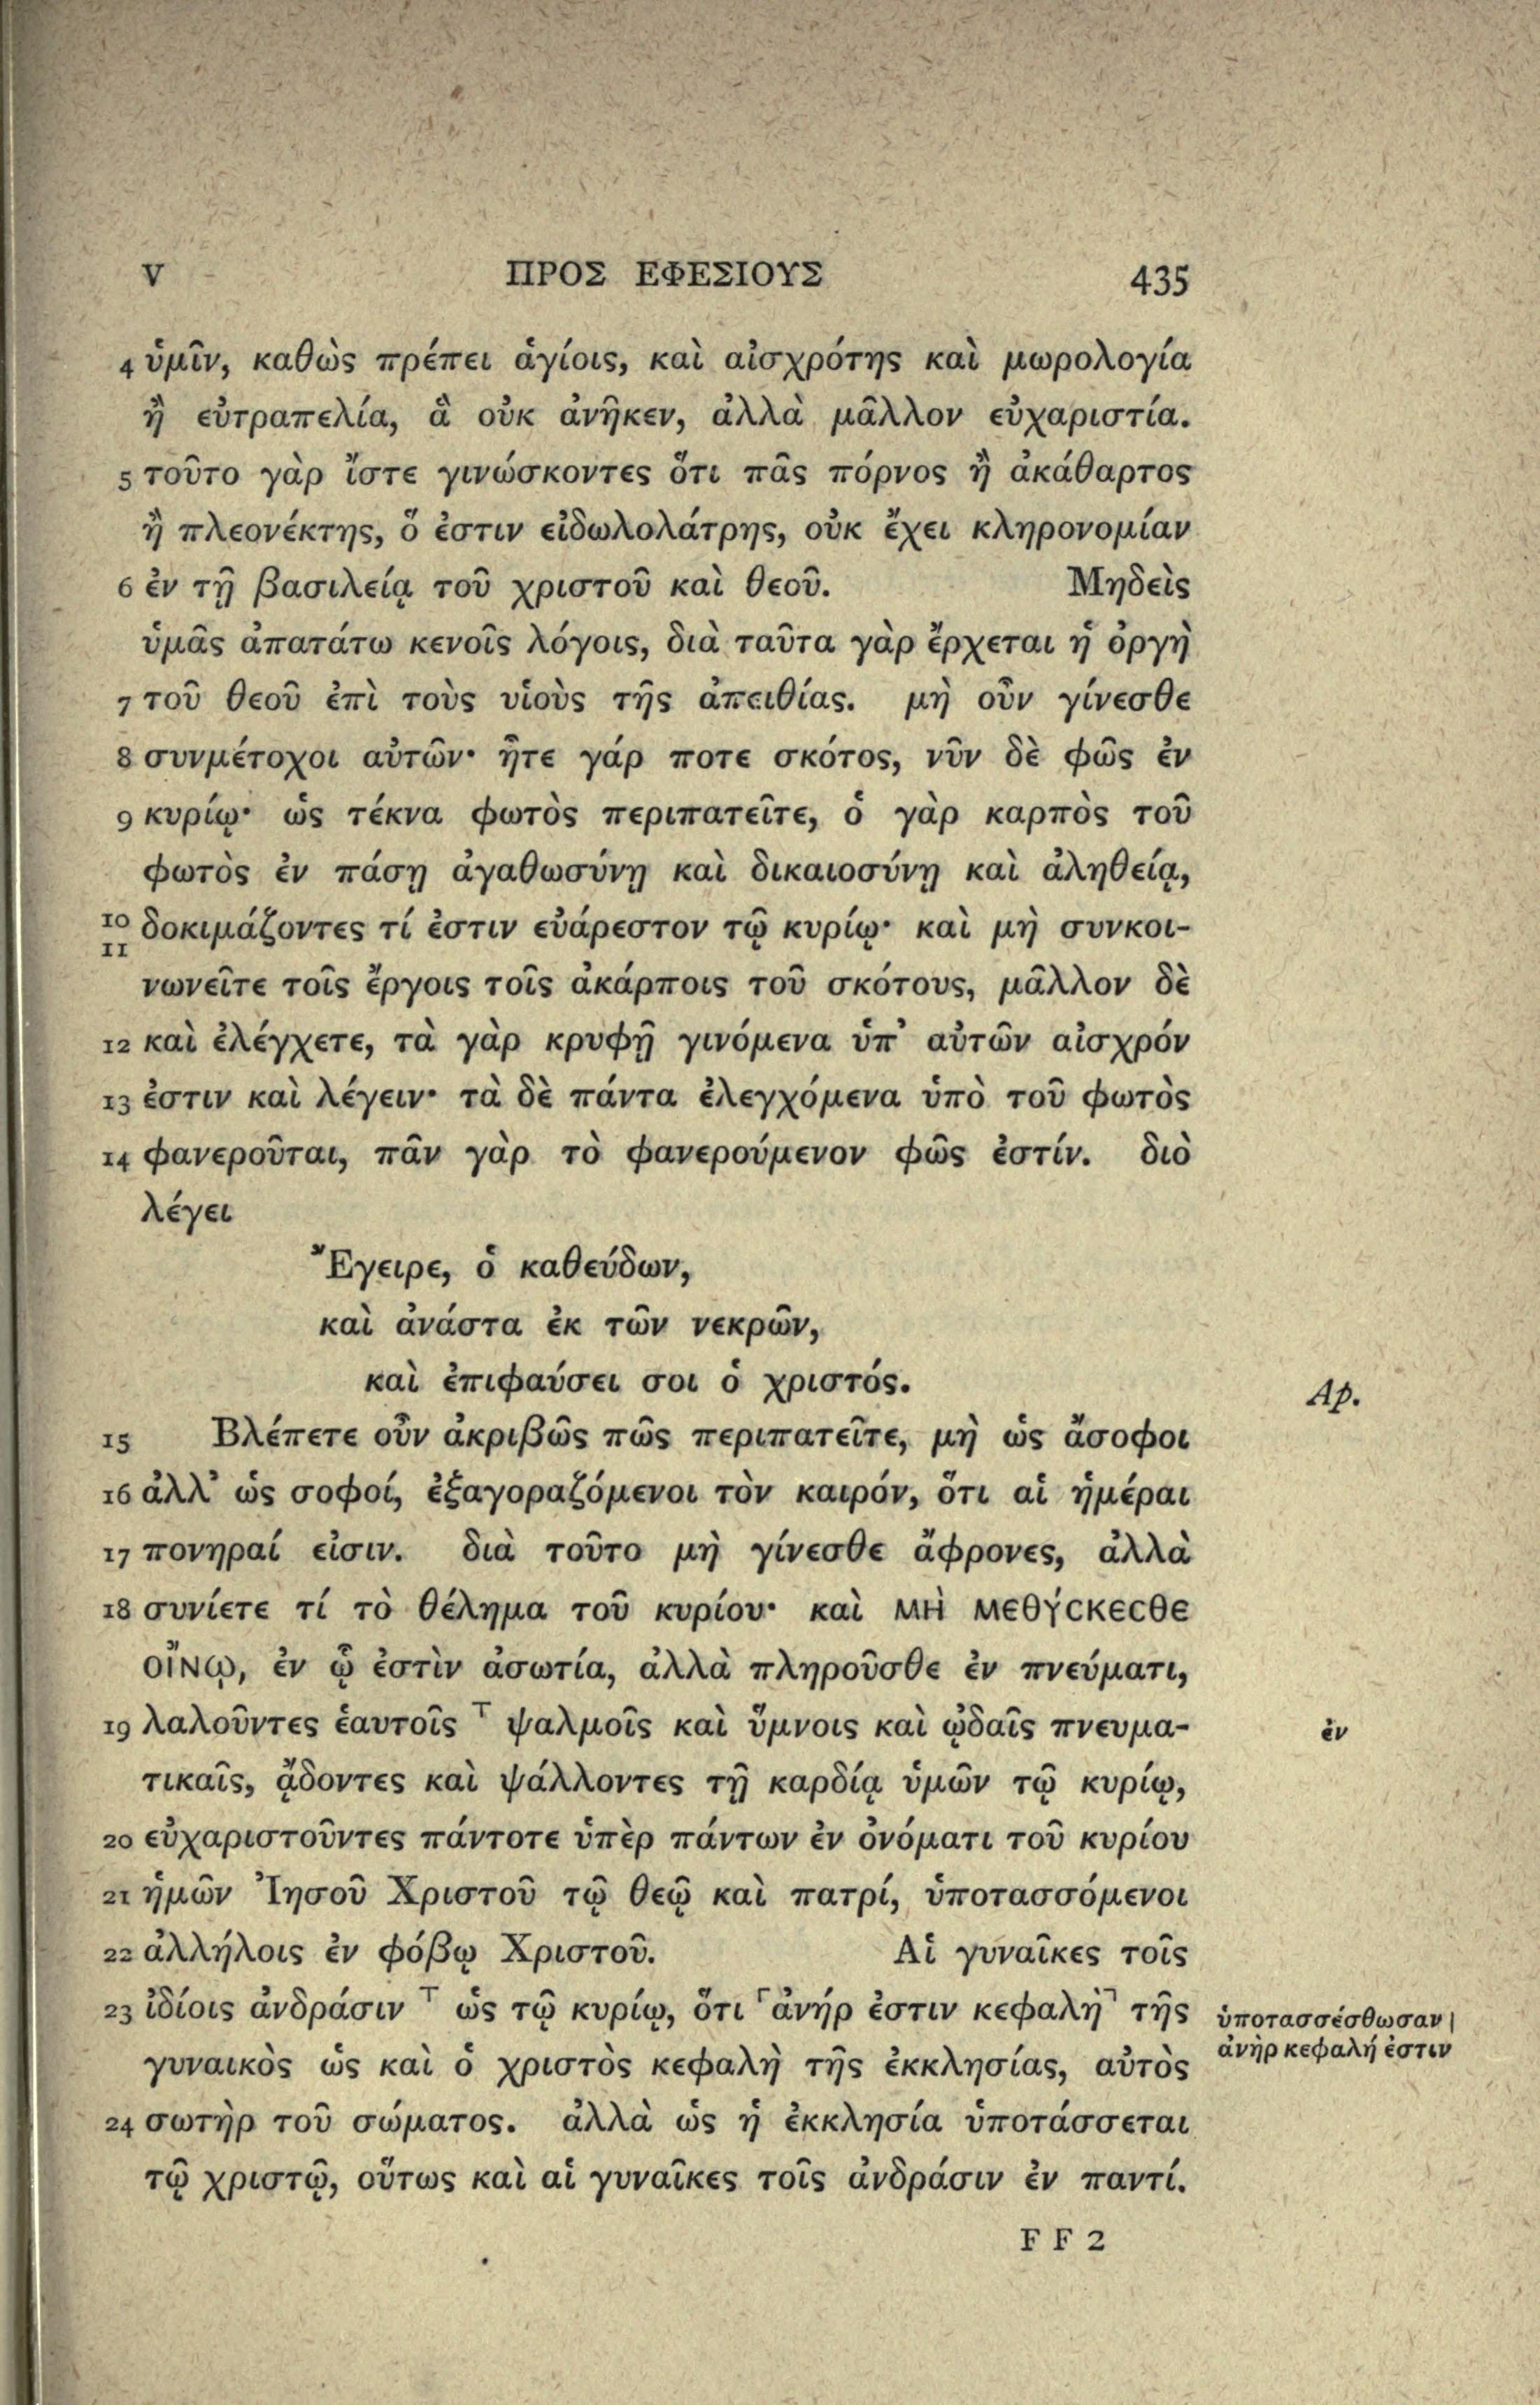 V ΠΡΟΣ ΕΦΕΣΙΟΥΣ 435
4 ὑμῖν, καθὼς πρέπει ἁγίοις, καὶ αἰσχρότης καὶ μωρολογία
ἢ εὐτραπελία, ἃ οὐκ ἀνῆκεν, ἀλλὰ μᾶλλον εὐχαριστία.
5 τοῦτο γὰρ ἴστε γινώσκοντες ὅτι πᾶς πόρνος ἢ ἀκάθαρτος
ἢ πλεονέκτης, ὅ ἐστιν εἰδωλολάτρης, οὐκ ἔχει κληρονομίαν
6 ἐν τῇ βασιλείᾳ τοῦ χριστοῦ καὶ θεοῦ. Μηδεὶς
ὑμᾶς ἀπατάτω κενοῖς λόγοις, διὰ ταῦτα γὰρ ἔρχεται ἡ ὀργὴ
7 τοῦ θεοῦ ἐπὶ τοὺς υἱοὺς τῆς ἀπειθίας. μὴ οὖν γίνεσθε
8 συνμέτοχοι αὐτῶν· ἦτε γάρ ποτε σκότος, νῦν δὲ φῶς ἐν
9 κυρίῳ· ὡς τέκνα φωτὸς περιπατεῖτε, ὁ γὰρ καρπὸς τοῦ
φωτὸς ἐν πάσῃ ἀγαθωσύνῃ καὶ δικαιοσύνῃ καὶ ἀληθείᾳ,
10 δοκιμάζοντες τί ἐστιν εὐάρεστον τῷ κυρίῳ· καὶ μὴ συνκοι-
11
νωνεῖτε τοῖς ἔργοις τοῖς ἀκάρποις τοῦ σκότους, μᾶλλον δὲ
12 καὶ ἐλέγχετε, τὰ γὰρ κρυφῇ γινόμενα ὑπ' αὐτῶν αἰσχρόν
13 ἐστιν καὶ λέγειν· τὰ δὲ πάντα ἐλεγχόμενα ὑπὸ τοῦ φωτὸς
14 φανεροῦται, πᾶν γὰρ τὸ φανερούμενον φῶς ἐστίν. διὸ
λέγει
Ἔγειρε, ὁ καθεύδων,
καὶ ἀνάστα ἐκ τῶν νεκρῶν,
καὶ ἐπιφαύσει σοι ὁ χριστός. Ap.
15 Βλέπετε οὖν ἀκριβῶς πῶς περιπατεῖτε, μὴ ὡς ἄσοφοι
16 ἀλλ' ὡς σοφοί, ἐξαγοραζόμενοι τὸν καιρόν, ὅτι αἱ ἡμέραι
17 πονηραί εἰσιν. διὰ τοῦτο μὴ γίνεσθε ἄφρονες, ἀλλὰ
18 συνίετε τί τὸ θέλημα τοῦ κυρίου· καὶ μὴ μεθύϲκεϲθε
οἴνῳ, ἐν ᾧ ἐστὶν ἀσωτία, ἀλλὰ πληροῦσθε ἐν πνεύματι,
19 λαλοῦντες ἑαυτοῖς ⸆ ψαλμοῖς καὶ ὕμνοις καὶ ᾠδαῖς πνευμα- ἐν
τικαῖς, ᾄδοντες καὶ ψάλλοντες τῇ καρδίᾳ ὑμῶν τῷ κυρίῳ,
20 εὐχαριστοῦντες πάντοτε ὑπὲρ πάντων ἐν ὀνόματι τοῦ κυρίου
21 ἡμῶν Ἰησοῦ Χριστοῦ τῷ θεῷ καὶ πατρί, ὑποτασσόμενοι
22 ἀλλήλοις ἐν φόβῳ Χριστοῦ. Αἱ γυναῖκες τοῖς
23 ἰδίοις ἀνδράσιν ⸆ ὡς τῷ κυρίῳ, ὅτι ⸀ἀνήρ ἐστιν κεφαλὴ⸃ τῆς ὑποτασσέσθωσαν |
γυναικὸς ὡς καὶ ὁ χριστὸς κεφαλὴ τῆς ἐκκλησίας, αὐτὸς ἀνὴρ κεφαλή ἐστιν
24 σωτὴρ τοῦ σώματος. ἀλλὰ ὡς ἡ ἐκκλησία ὑποτάσσεται
τῷ χριστῷ, οὕτως καὶ αἱ γυναῖκες τοῖς ἀνδράσιν ἐν παντί.
F F 2